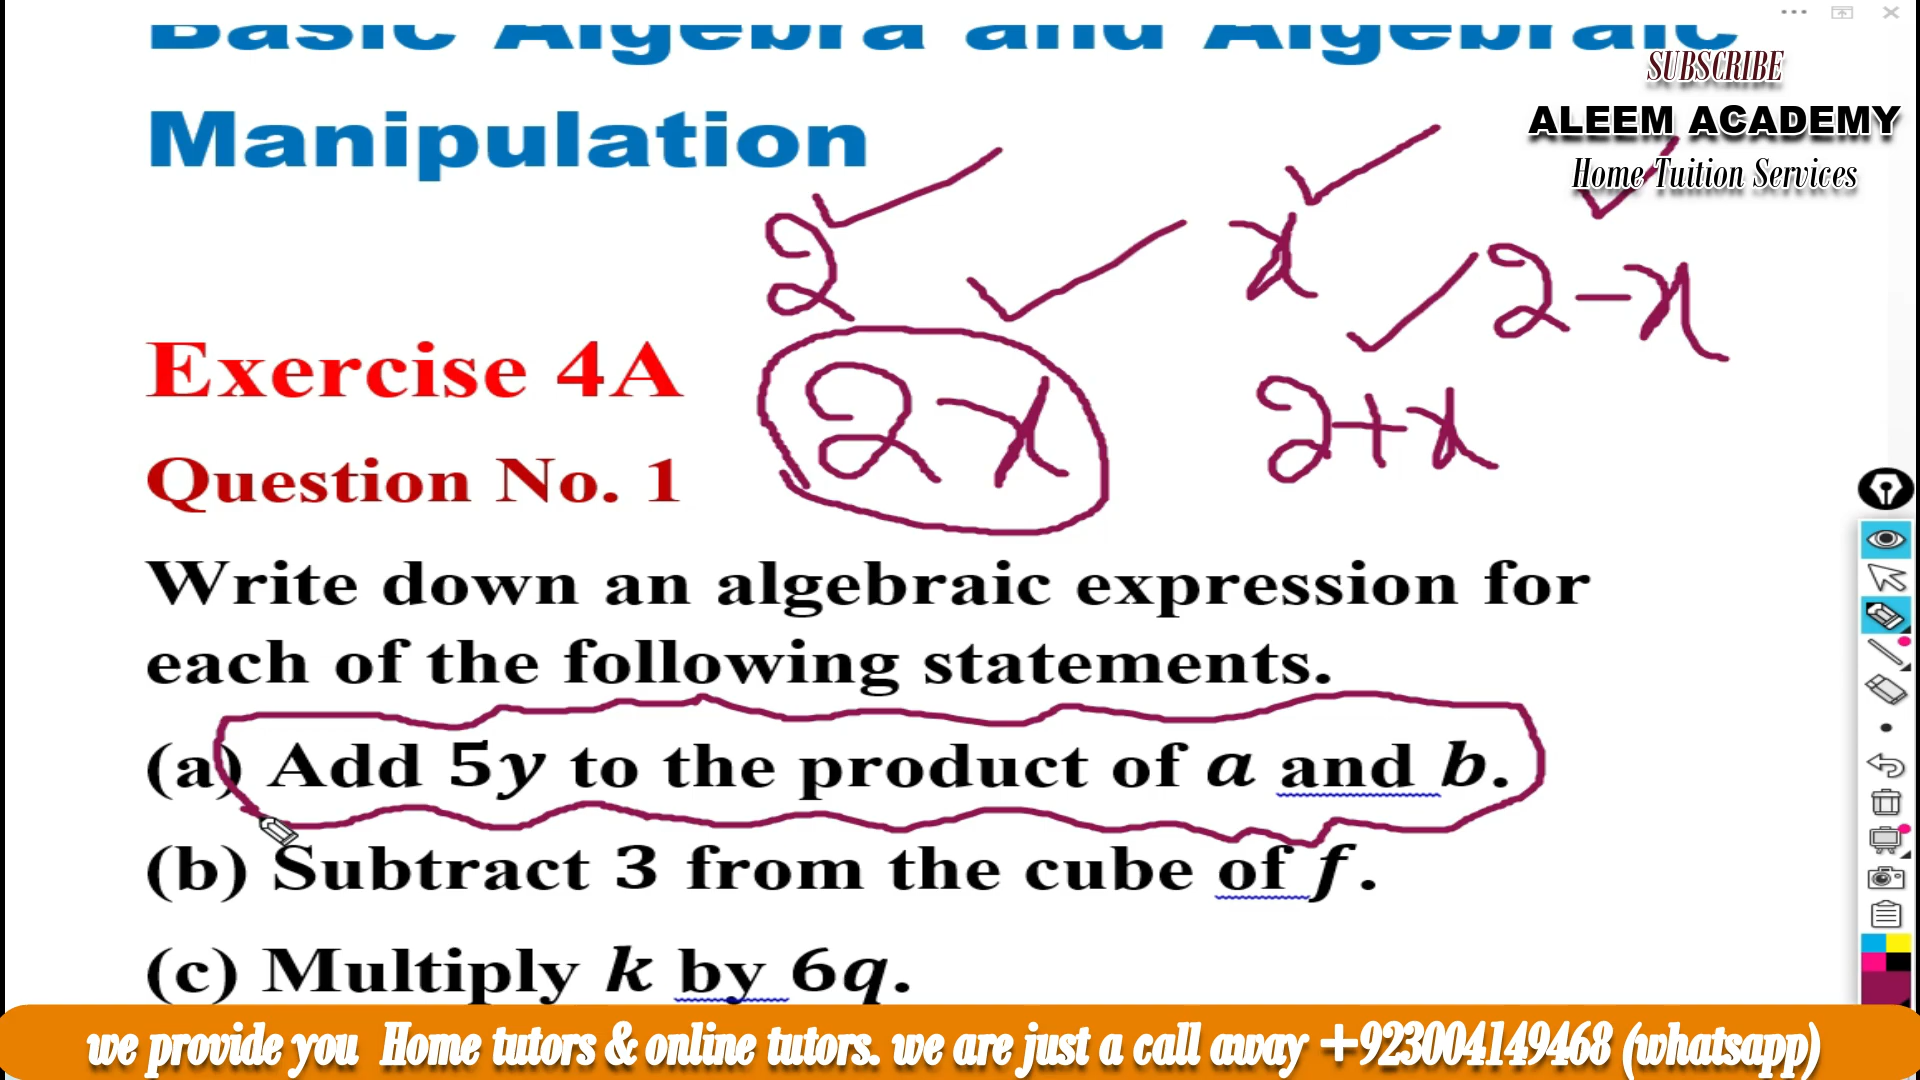 Basic Algebra and Algebraic
SUBSCRIBE
ALEEM ACADEMY
Home Tuition Services
Manipulation
2
x
2-x
2x
2+x
Exercise 4A
Question No. 1
Write down an algebraic expression for
each of the following statements.
(a) Add 5y to the product of a and b.
(b) Subtract 3 from the cube of f.
(c) Multiply k by 6q.
we provide you Home tutors & online tutors. we are just a call away +923004149468 (whatsapp)